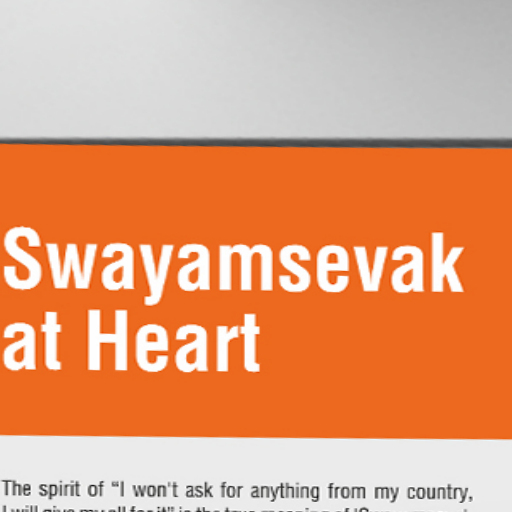 Swayamsevak
at Heart
The spirit of “I won't ask for anything from my country,
I will give my all for it” is the true meaning of